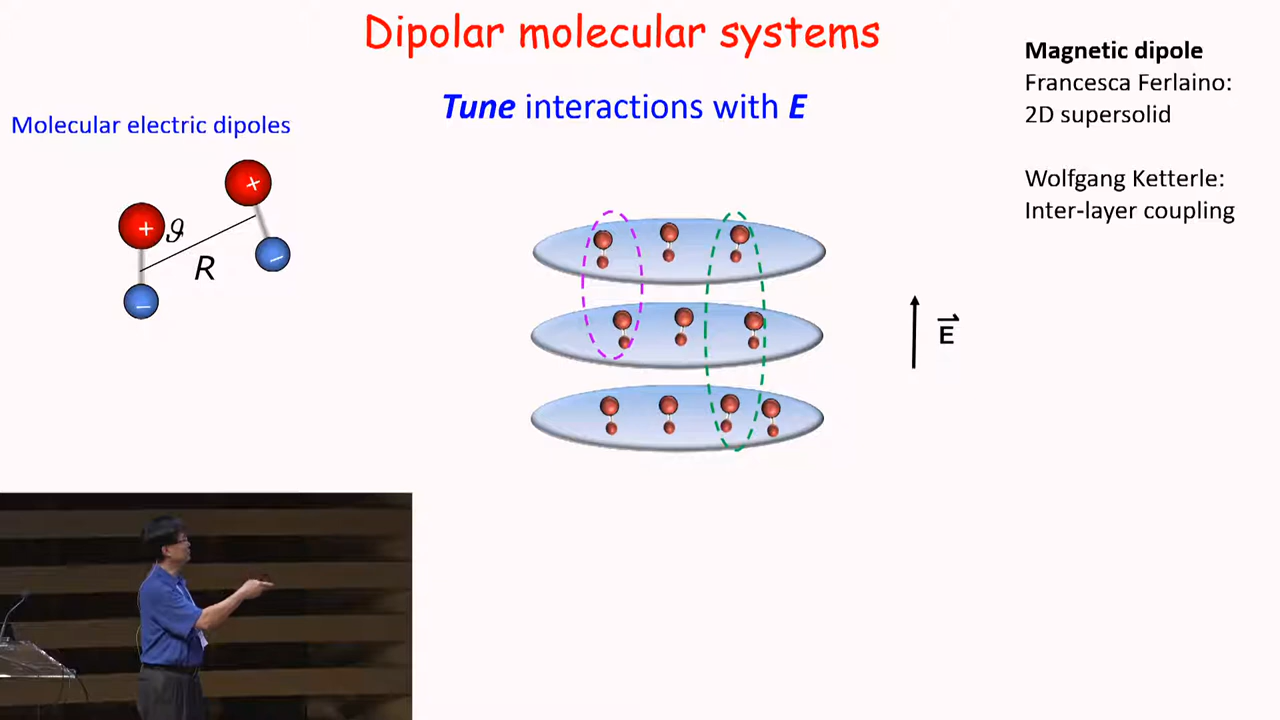 Dipolar molecular systems
Tune interactions with E
Magnetic dipole
Francesca Ferlaino:
2D supersolid
Wolfgang Ketterle:
Inter-layer coupling
Molecular electric dipoles
+
+
ϑ
R
−
−
E